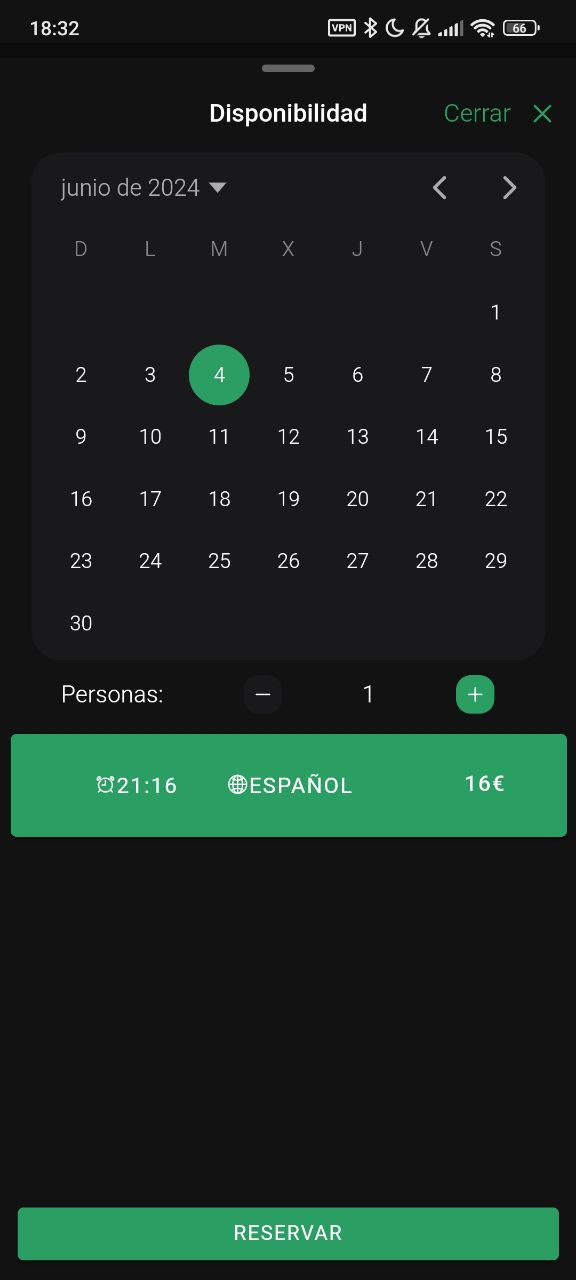 18:32 VPN 66
Disponibilidad Cerrar
junio de 2024
D L M X J V S
1
2 3 4 5 6 7 8
9 10 11 12 13 14 15
16 17 18 19 20 21 22
23 24 25 26 27 28 29
30
Personas: − 1 +
21:16 ESPAÑOL 16€
RESERVAR